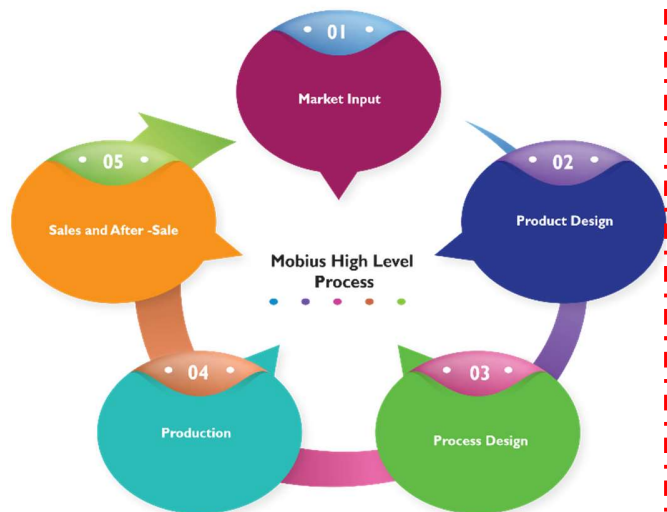 01
Market Input
02
Product Design
03
Process Design
04
Production
05
Sales and After -Sale
Mobius High Level
Process